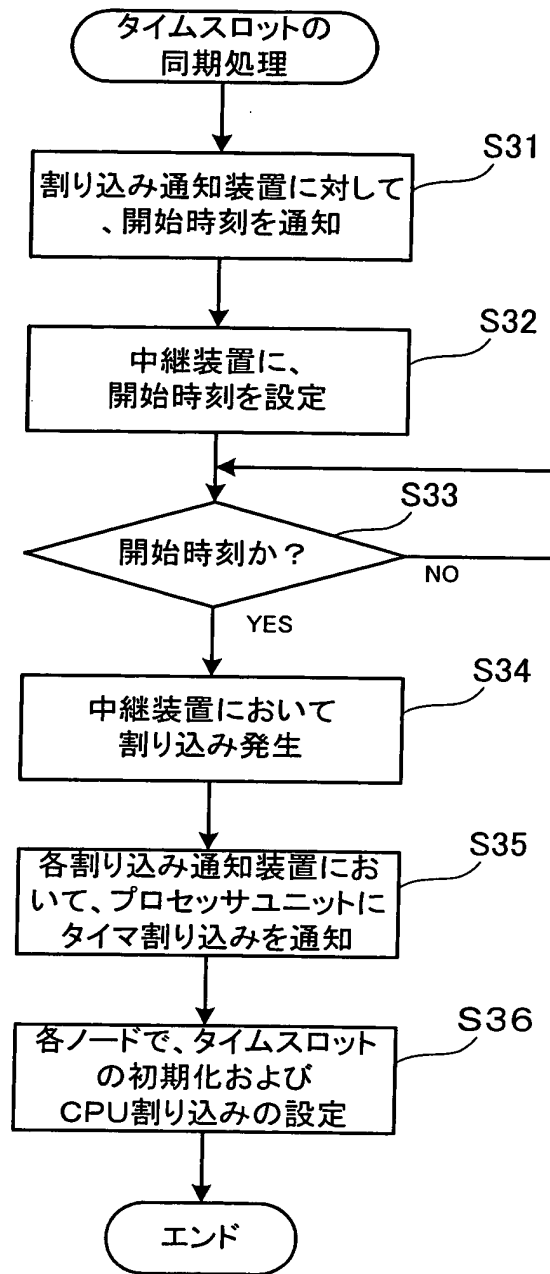 タイムスロットの
同期処理
S31
割り込み通知装置に対して
、開始時刻を通知
S32
中継装置に、
開始時刻を設定
S33
開始時刻か？
NO
YES
S34
中継装置において
割り込み発生
S35
各割り込み通知装置にお
いて、プロセッサユニットに
タイマ割り込みを通知
S36
各ノードで、タイムスロット
の初期化および
CPU割り込みの設定
エンド